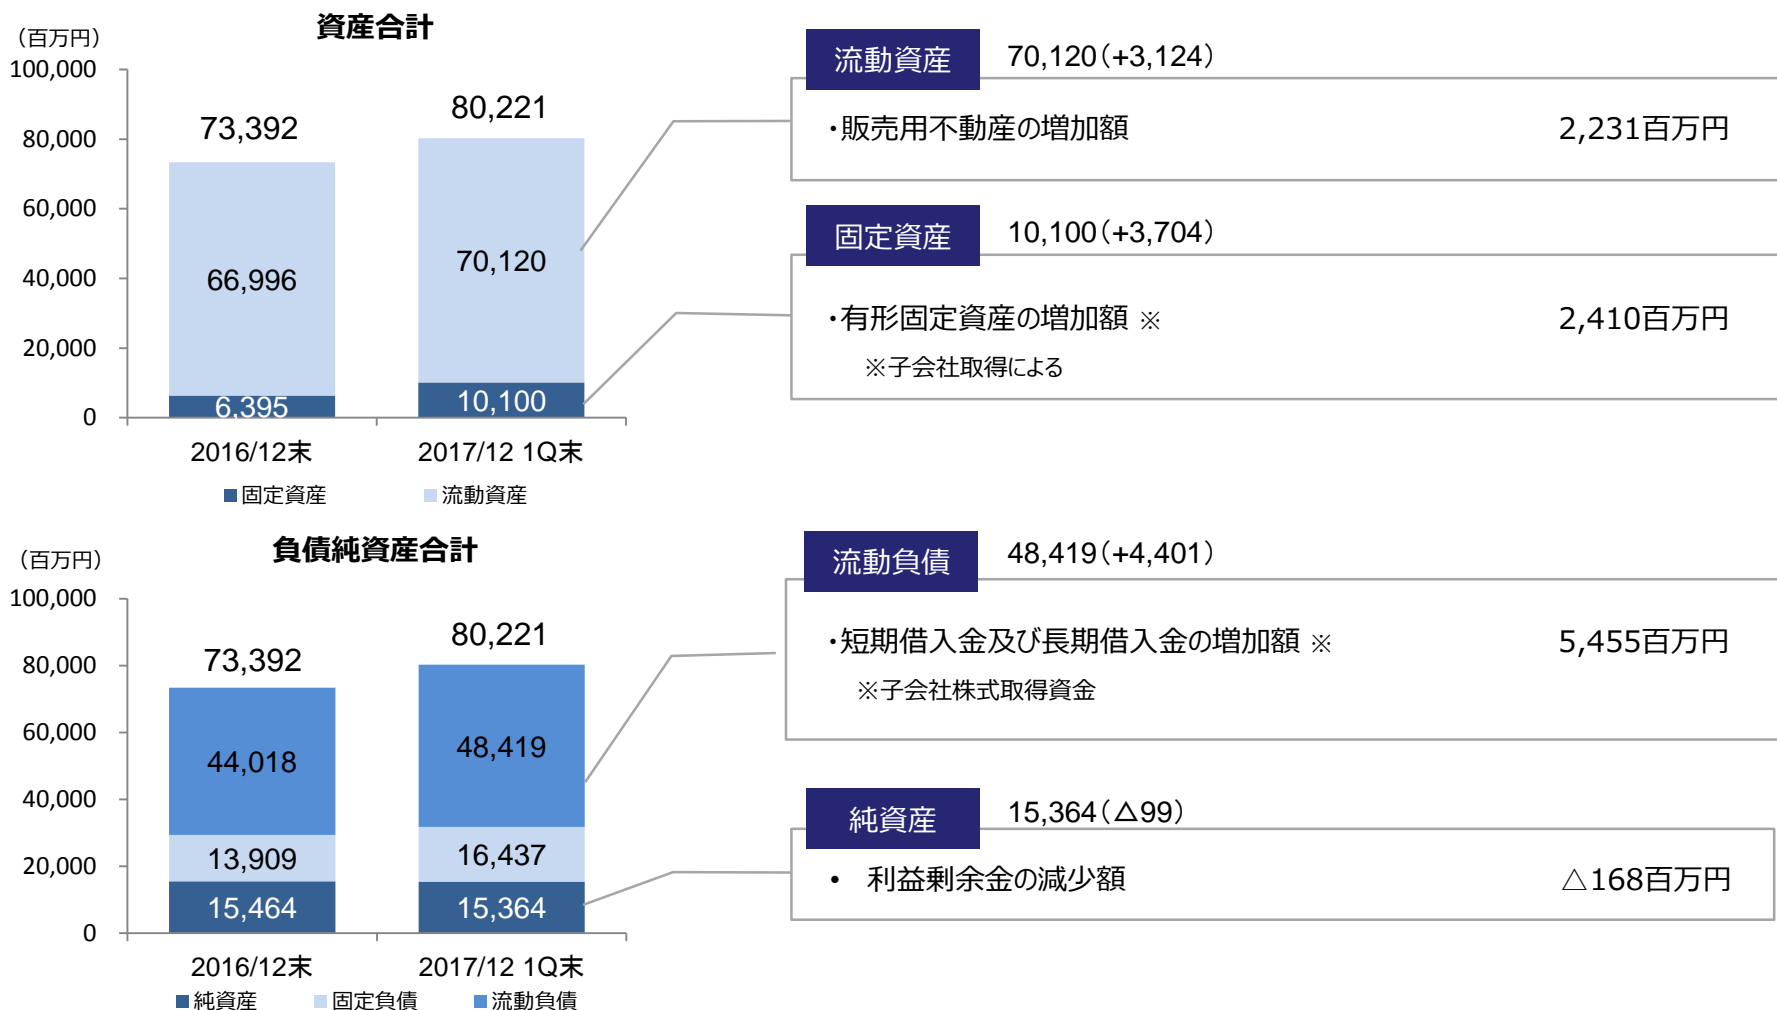 資産合計
（百万円）
100,000
80,000
60,000
40,000
20,000
0
73,392
80,221
66,996
70,120
6,395
10,100
2016/12末
2017/12 1Q末
固定資産
流動資産
流動資産
70,120（+3,124）
・販売用不動産の増加額 2,231百万円
固定資産
10,100（+3,704）
・有形固定資産の増加額 ※ 2,410百万円
※子会社取得による
負債純資産合計
（百万円）
100,000
80,000
60,000
40,000
20,000
0
73,392
80,221
44,018
48,419
13,909
16,437
15,464
15,364
2016/12末
2017/12 1Q末
純資産
固定負債
流動負債
流動負債
48,419（+4,401）
・短期借入金及び長期借入金の増加額 ※ 5,455百万円
※子会社株式取得資金
純資産
15,364（△99）
• 利益剰余金の減少額 △168百万円